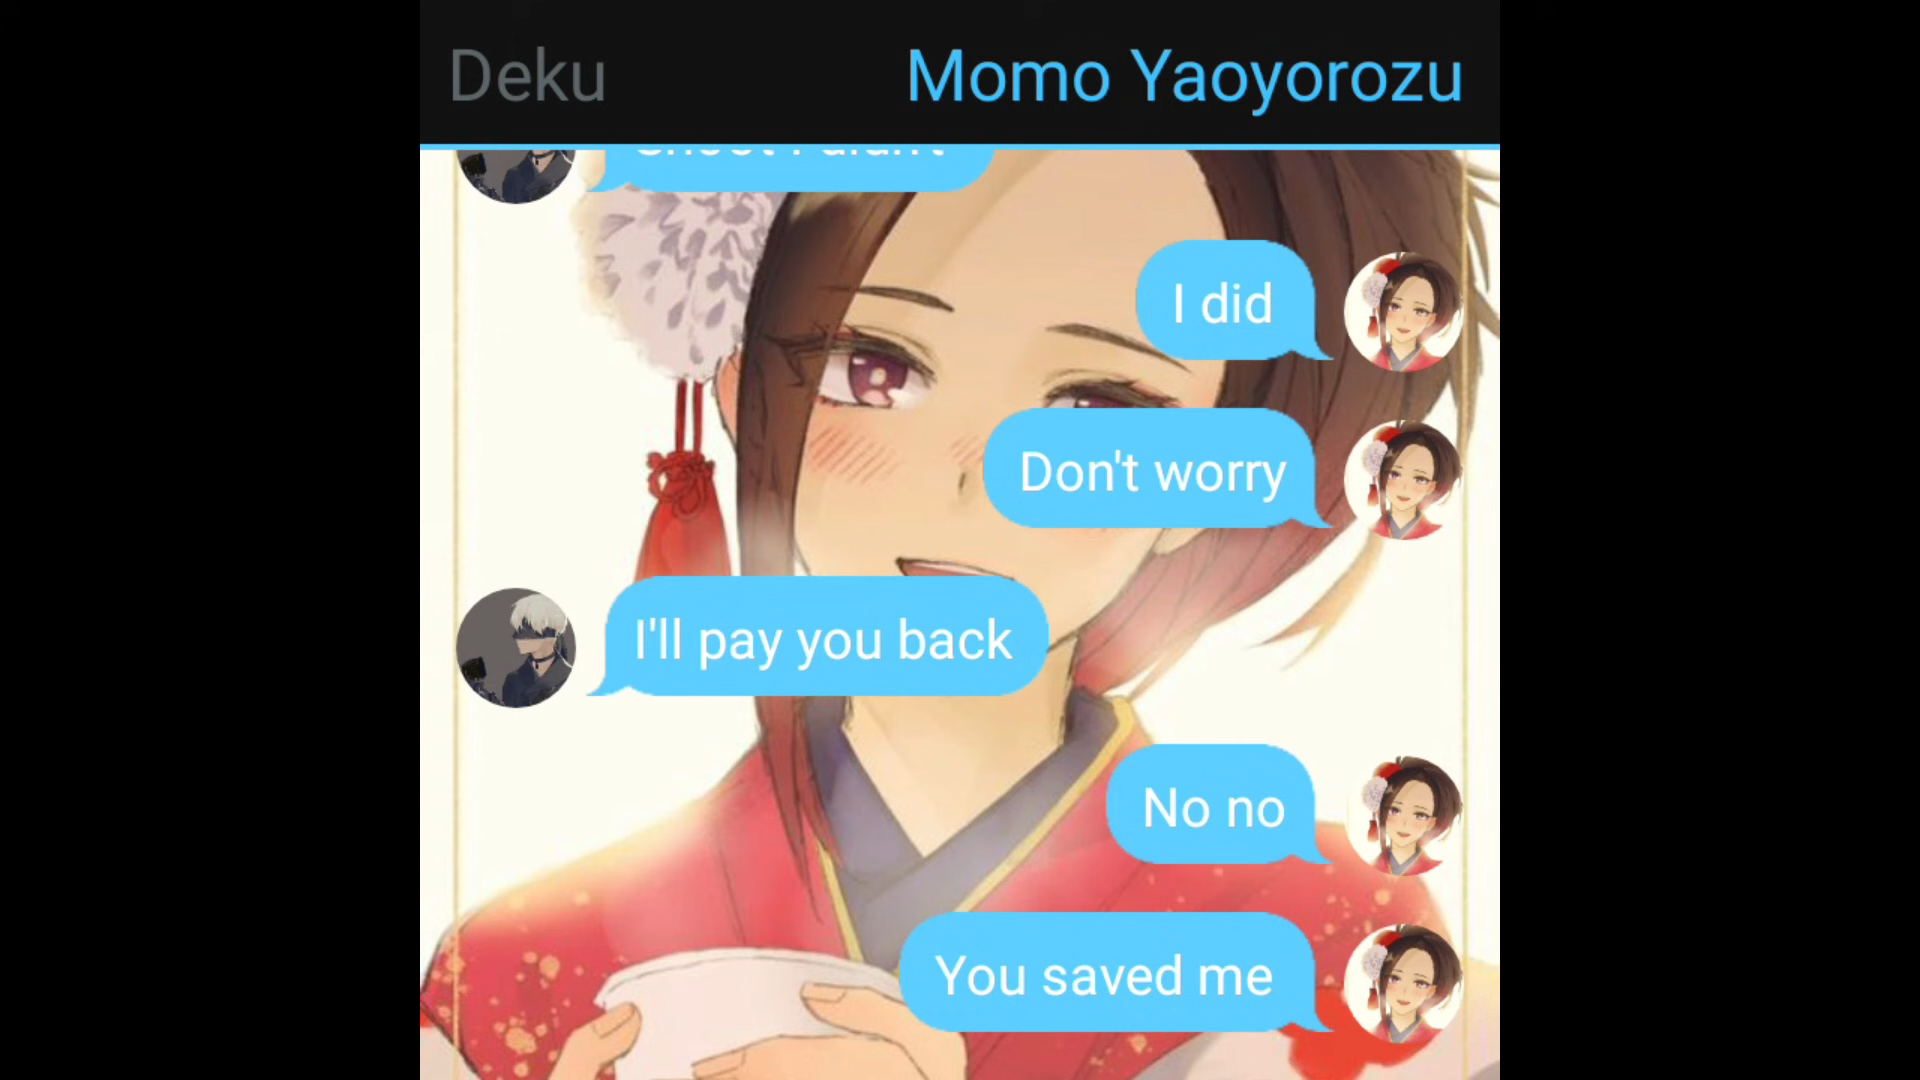 Deku
Momo Yaoyorozu
I did
Don't worry
I'll pay you back
No no
You saved me